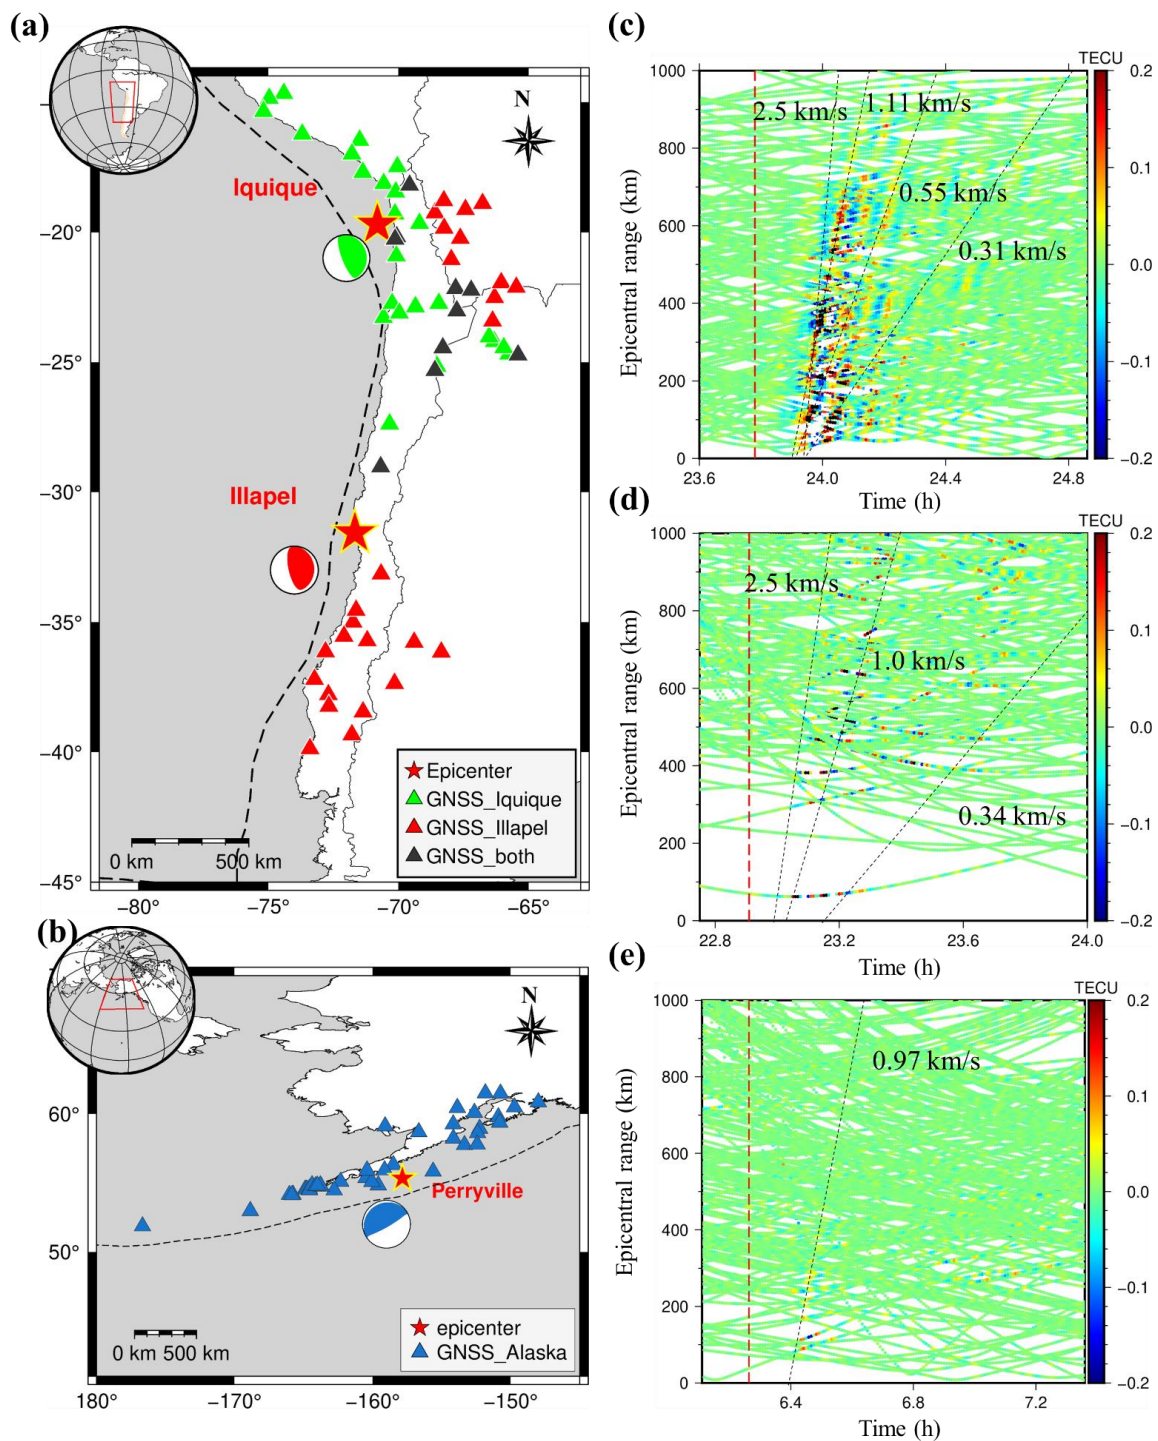 (a)
N
Iquique
Illapel
−20°
−25°
−30°
−35°
−40°
−45°
Epicenter
GNSS_Iquique
GNSS_Illapel
GNSS_both
0 km 500 km
−80° −75° −70° −65°
(b)
N
60°
50°
Perryville
epicenter
GNSS_Alaska
0 km 500 km
180° −170° −160° −150°
(c)
TECU
1000
800
600
400
200
0
Epicentral range (km)
2.5 km/s
1.11 km/s
0.55 km/s
0.31 km/s
0.2
0.1
0.0
−0.1
−0.2
23.6 24.0 24.4 24.8
Time (h)
(d)
TECU
1000
800
600
400
200
0
Epicentral range (km)
2.5 km/s
1.0 km/s
0.34 km/s
0.2
0.1
0.0
−0.1
−0.2
22.8 23.2 23.6 24.0
Time (h)
(e)
TECU
1000
800
600
400
200
0
Epicentral range (km)
0.97 km/s
0.2
0.1
0.0
−0.1
−0.2
6.4 6.8 7.2
Time (h)